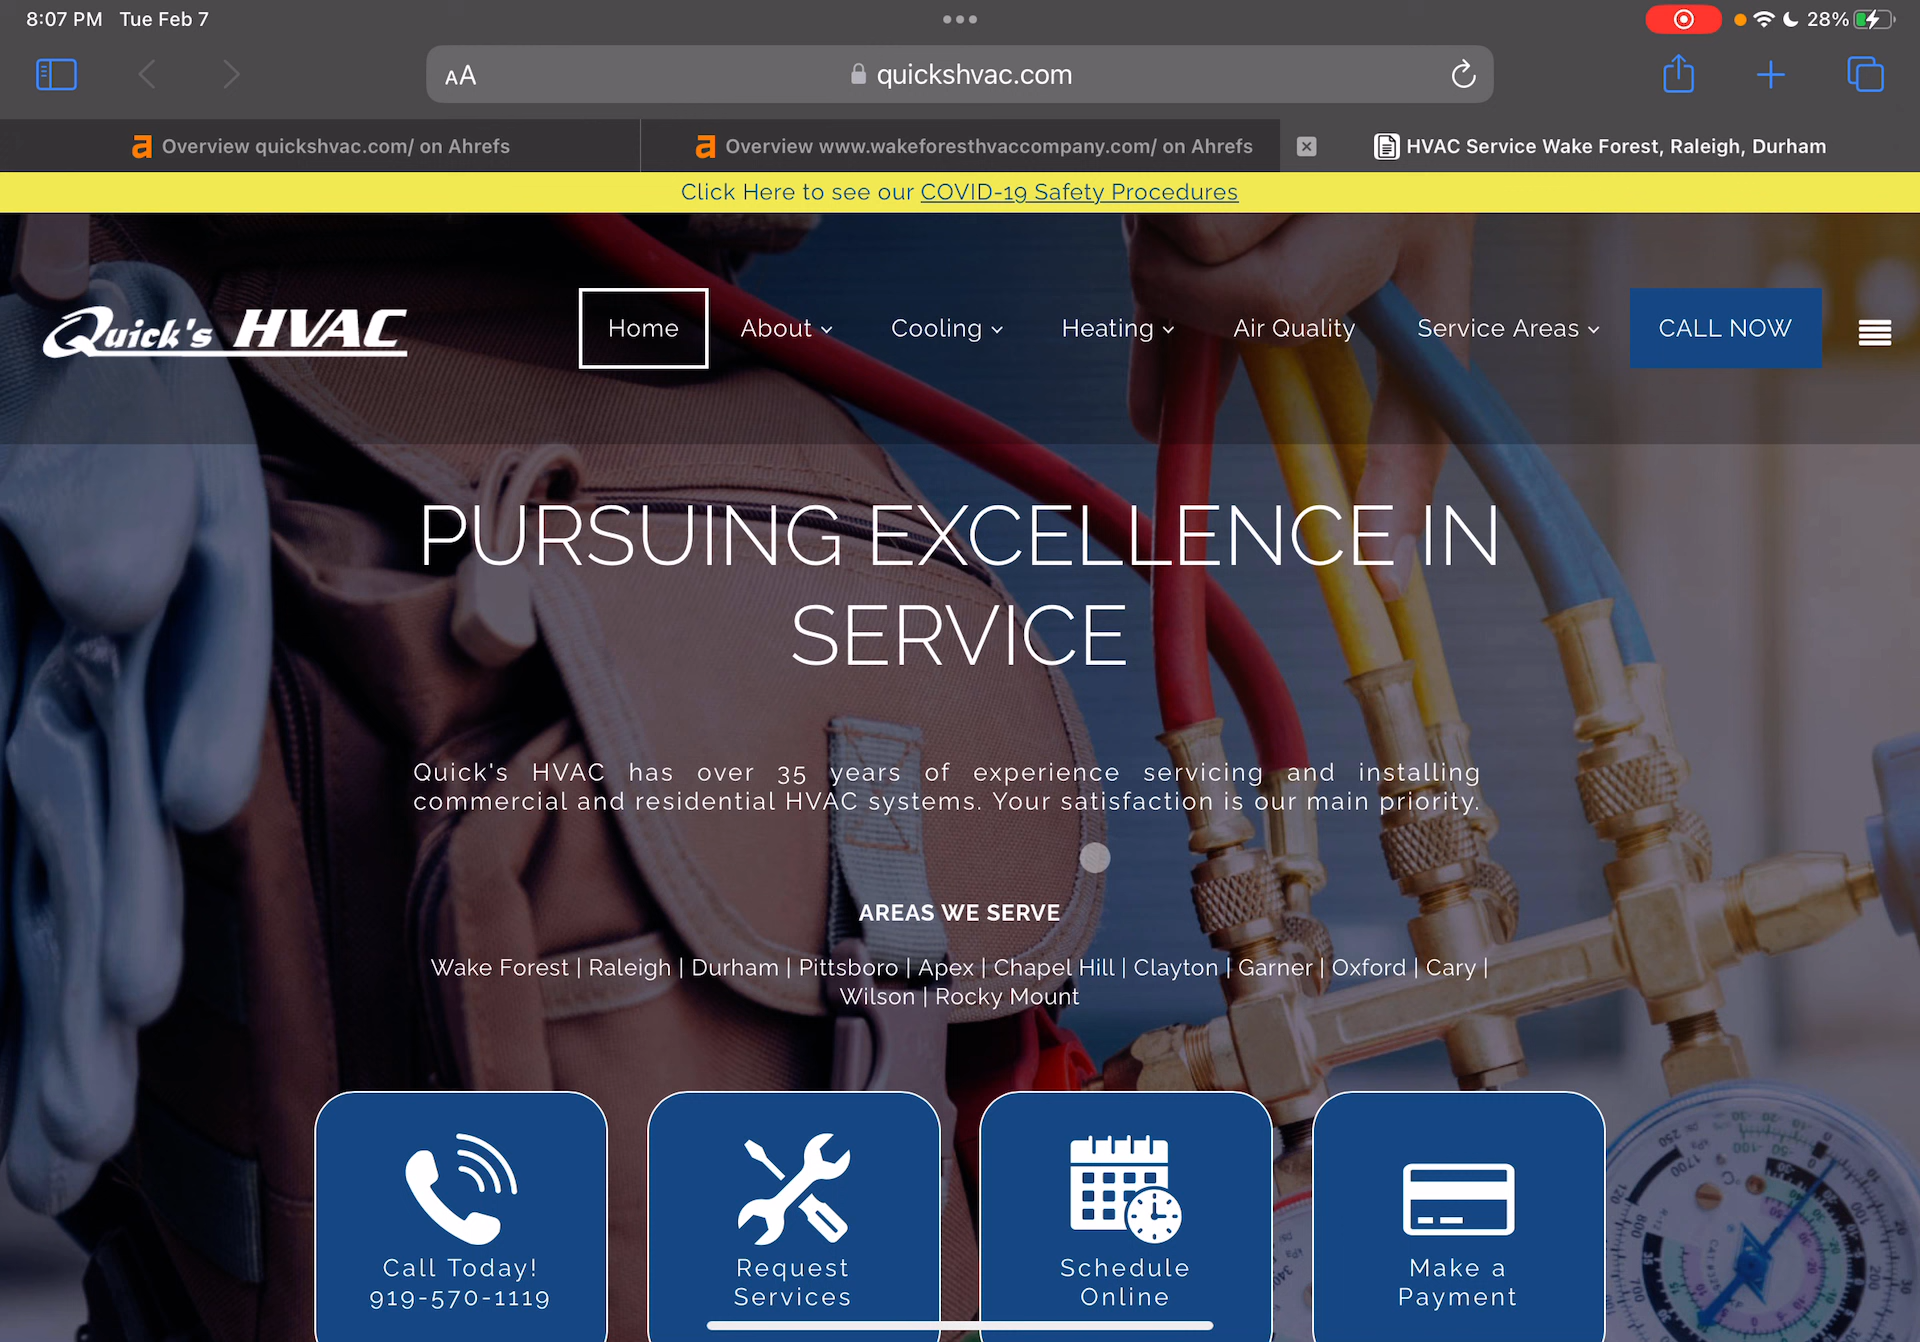 8:07 PM Tue Feb 7
28%
AA
quickshvac.com
Overview quickshvac.com/ on Ahrefs
Overview www.wakeforesthvaccompany.com/ on Ahrefs
HVAC Service Wake Forest, Raleigh, Durham
Click Here to see our COVID-19 Safety Procedures
Quick's HVAC
Home
About
Cooling
Heating
Air Quality
Service Areas
CALL NOW
PURSUING EXCELLENCE IN
SERVICE
Quick's HVAC has over 35 years of experience servicing and installing
commercial and residential HVAC systems. Your satisfaction is our main priority.
AREAS WE SERVE
Wake Forest | Raleigh | Durham | Pittsboro | Apex | Chapel Hill | Clayton | Garner | Oxford | Cary |
Wilson | Rocky Mount
Call Today!
919-570-1119
Request
Services
Schedule
Online
Make a
Payment